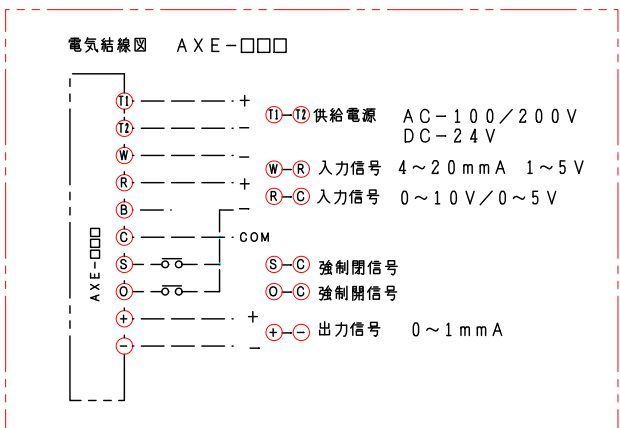 電気結線図 AXE-□□□
T1 +
T2 -
W -
R +
B -
C COM
S
O
+ +
- -
AXE-□□□
T1-T2 供給電源 AC-100/200V
DC-24V
W-R 入力信号 4~20mmA 1~5V
R-C 入力信号 0~10V/0~5V
S-C 強制閉信号
O-C 強制開信号
+-- 出力信号 0~1mmA